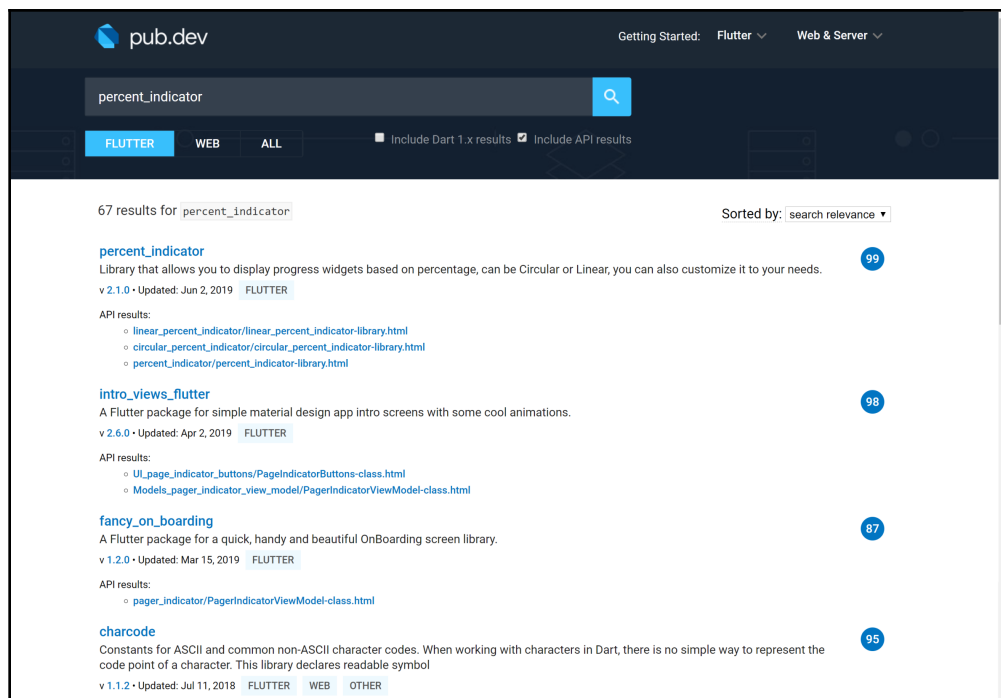 pub.dev
Getting Started: Flutter Web & Server
percent_indicator
FLUTTER WEB ALL Include Dart 1.x results Include API results
67 results for percent_indicator
Sorted by: search relevance
percent_indicator
99
Library that allows you to display progress widgets based on percentage, can be Circular or Linear, you can also customize it to your needs.
v 2.1.0 • Updated: Jun 2, 2019 FLUTTER
API results:
linear_percent_indicator/linear_percent_indicator-library.html
circular_percent_indicator/circular_percent_indicator-library.html
percent_indicator/percent_indicator-library.html
intro_views_flutter
98
A Flutter package for simple material design app intro screens with some cool animations.
v 2.6.0 • Updated: Apr 2, 2019 FLUTTER
API results:
UI_page_indicator_buttons/PageIndicatorButtons-class.html
Models_pager_indicator_view_model/PagerIndicatorViewModel-class.html
fancy_on_boarding
87
A Flutter package for a quick, handy and beautiful OnBoarding screen library.
v 1.2.0 • Updated: Mar 15, 2019 FLUTTER
API results:
pager_indicator/PagerIndicatorViewModel-class.html
charcode
95
Constants for ASCII and common non-ASCII character codes. When working with characters in Dart, there is no simple way to represent the
code point of a character. This library declares readable symbol
v 1.1.2 • Updated: Jul 11, 2018 FLUTTER WEB OTHER